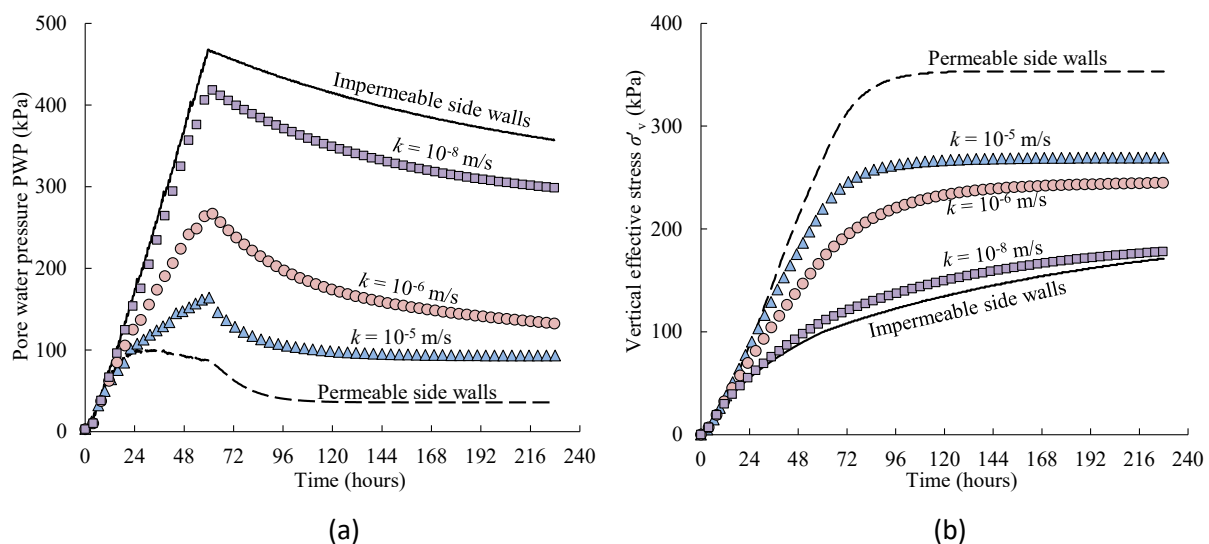 500
400
300
200
100
0
Pore water pressure PWP (kPa)
Impermeable side walls
k = 10-8 m/s
k = 10-6 m/s
k = 10-5 m/s
Permeable side walls
0 24 48 72 96 120 144 168 192 216 240
Time (hours)
(a)
400
300
200
100
0
Vertical effective stress σ'v (kPa)
Permeable side walls
k = 10-5 m/s
k = 10-6 m/s
k = 10-8 m/s
Impermeable side walls
0 24 48 72 96 120 144 168 192 216 240
Time (hours)
(b)